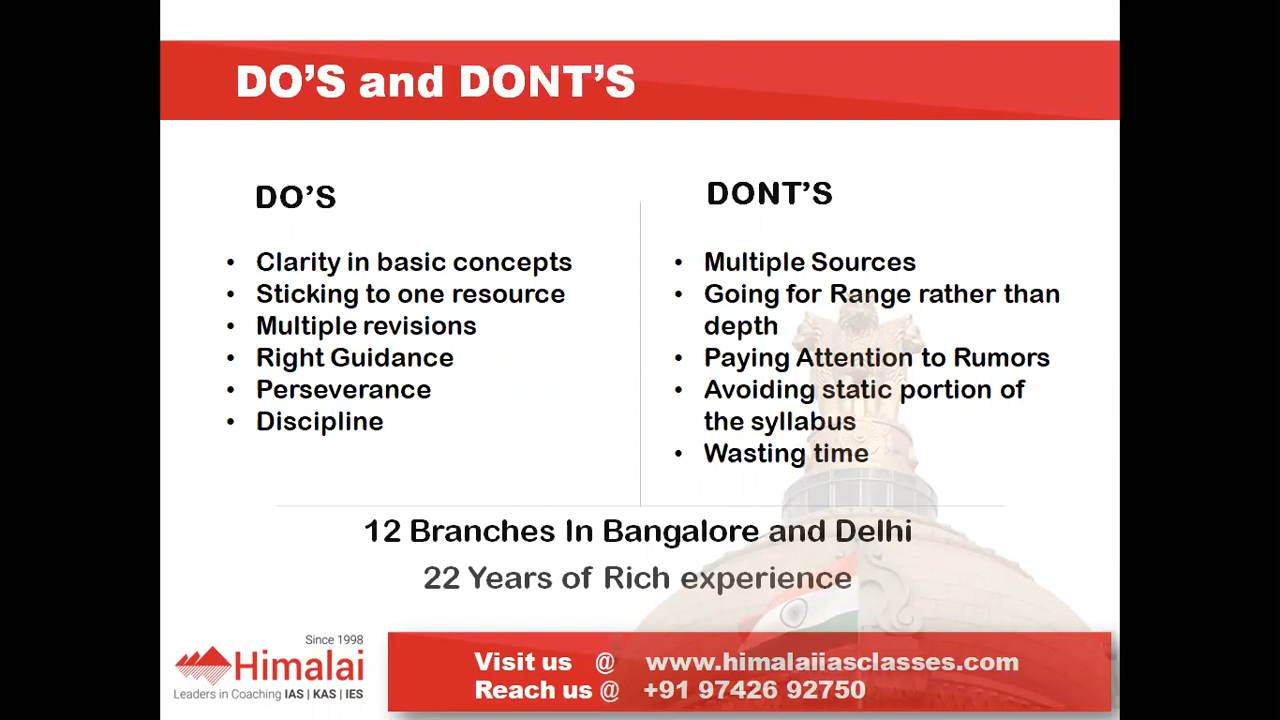 DO'S and DONT'S
DO'S
• Clarity in basic concepts
• Sticking to one resource
• Multiple revisions
• Right Guidance
• Perseverance
• Discipline
DONT'S
• Multiple Sources
• Going for Range rather than
depth
• Paying Attention to Rumors
• Avoiding static portion of
the syllabus
• Wasting time
12 Branches In Bangalore and Delhi
22 Years of Rich experience
Since 1998
Himalai
Leaders in Coaching IAS | KAS | IES
Visit us @ www.himalaiiasclasses.com
Reach us @ +91 97426 92750